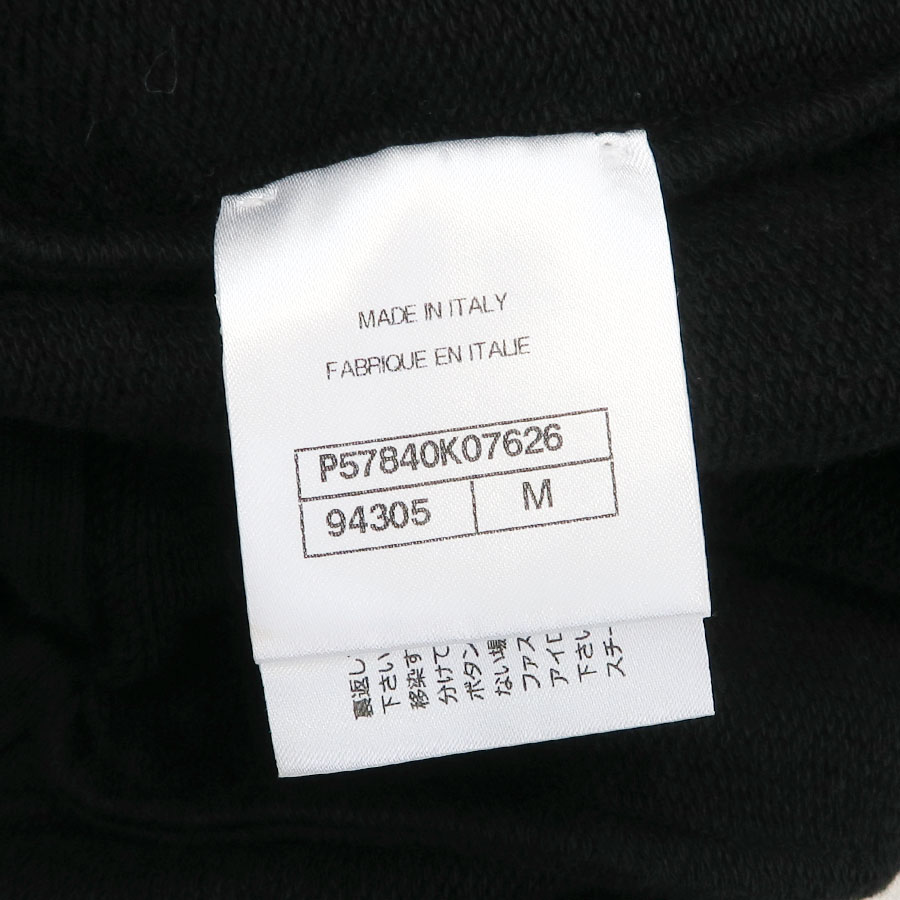 MADE IN ITALY
FABRIQUE EN ITALIE
P57840K07626
94305
M
裏返し
下さい
移染す
分けて
ボタン
ない場
ファス
アイロ
下さい
スチー